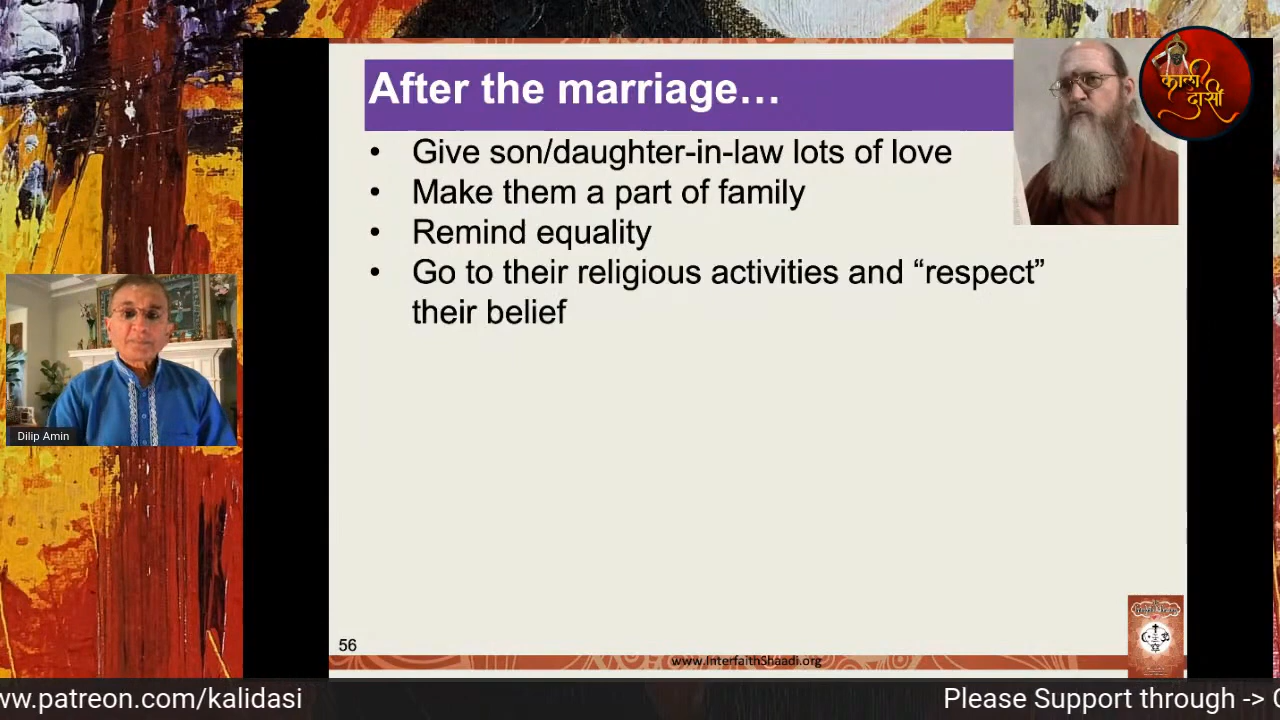 After the marriage…
काली
दासी
• Give son/daughter-in-law lots of love
• Make them a part of family
• Remind equality
• Go to their religious activities and “respect”
their belief
Dilip Amin
56
www.InterfaithShaadi.org
ww.patreon.com/kalidasi
Please Support through ->